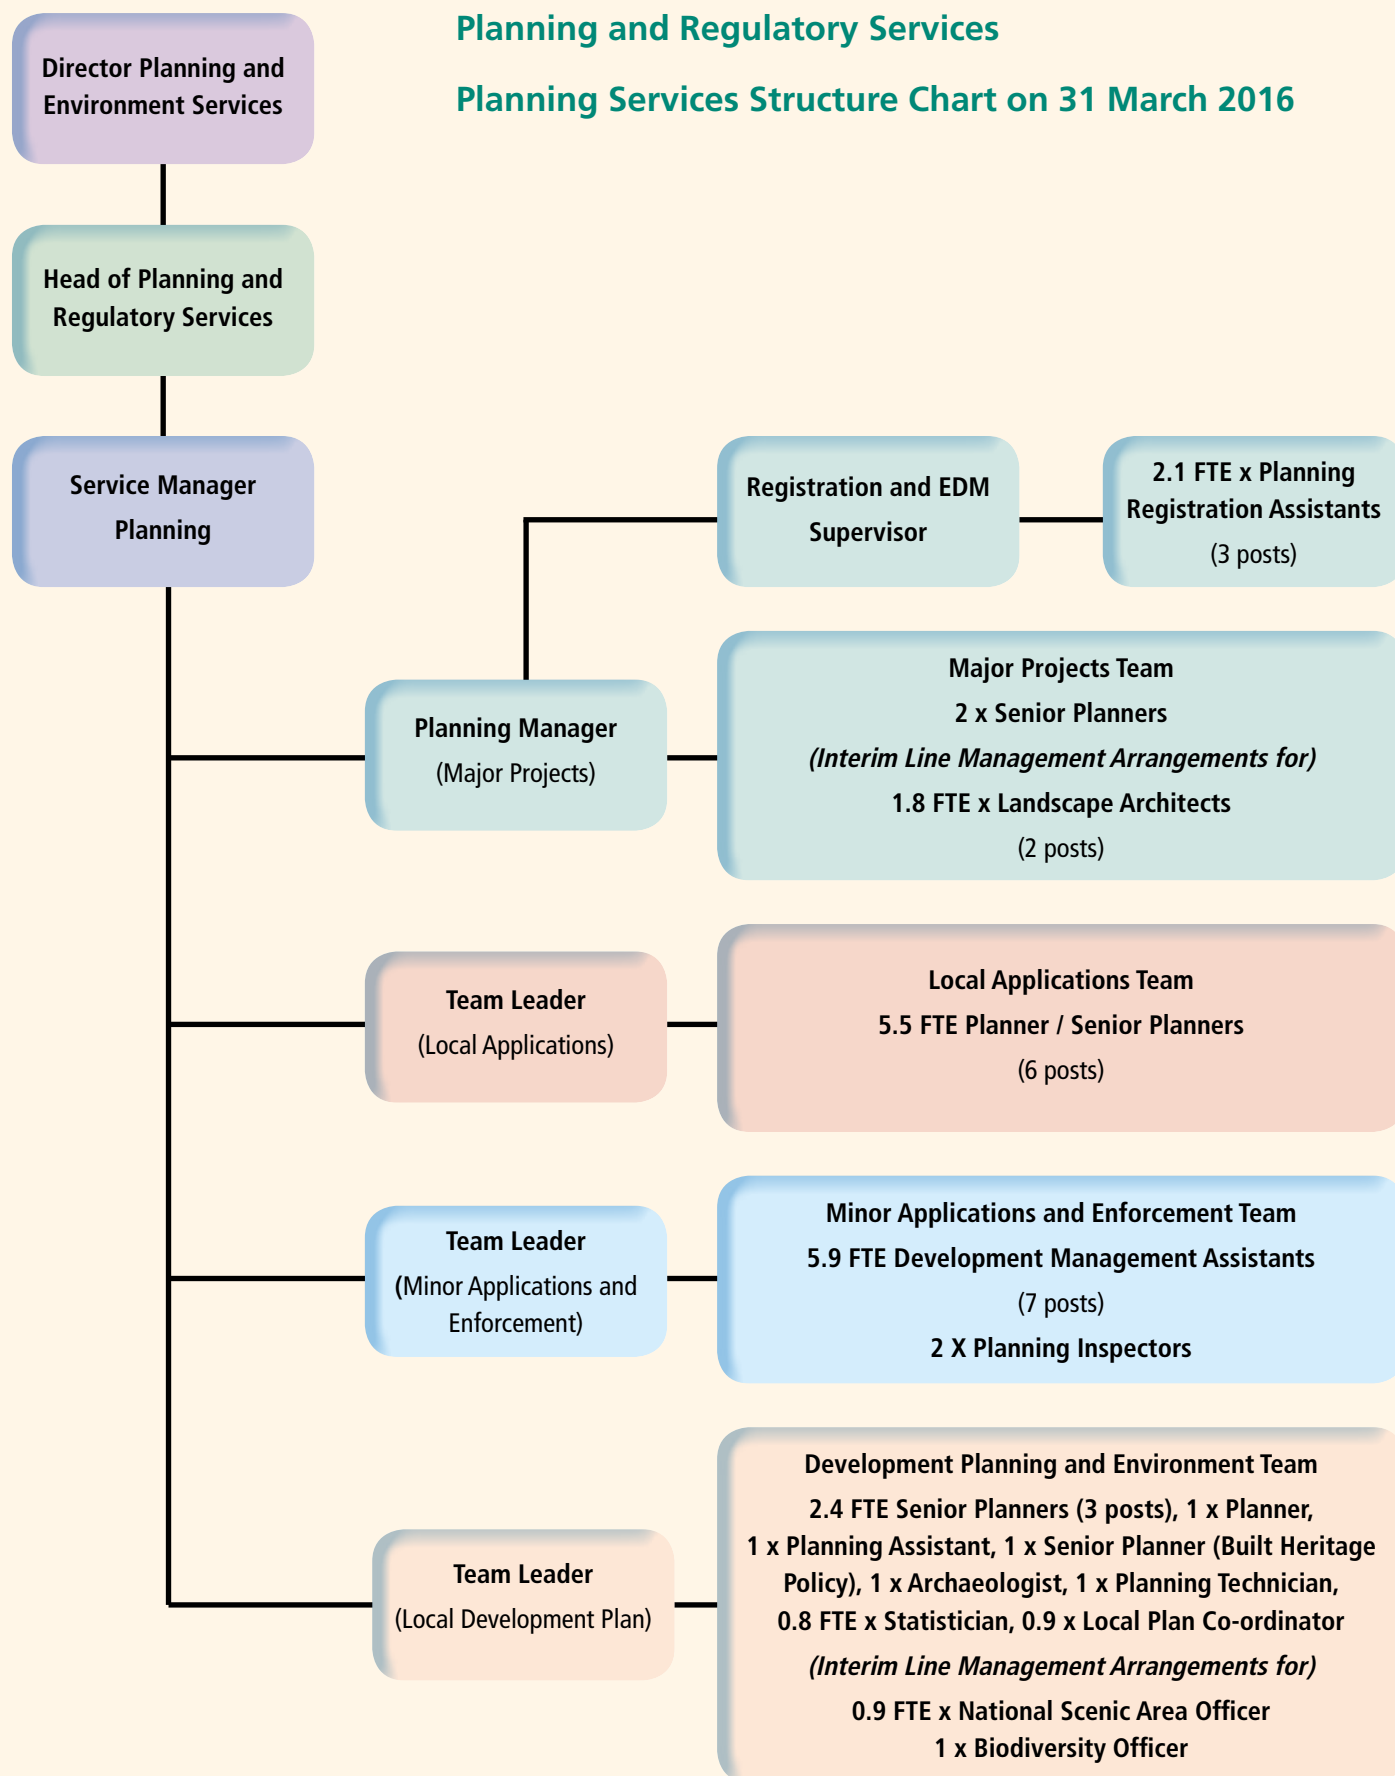 Planning and Regulatory Services
Planning Services Structure Chart on 31 March 2016
Director Planning and
Environment Services
Head of Planning and
Regulatory Services
Service Manager
Planning
Registration and EDM
Supervisor
2.1 FTE x Planning
Registration Assistants
(3 posts)
Planning Manager
(Major Projects)
Major Projects Team
2 x Senior Planners
(Interim Line Management Arrangements for)
1.8 FTE x Landscape Architects
(2 posts)
Team Leader
(Local Applications)
Local Applications Team
5.5 FTE Planner / Senior Planners
(6 posts)
Team Leader
(Minor Applications and
Enforcement)
Minor Applications and Enforcement Team
5.9 FTE Development Management Assistants
(7 posts)
2 X Planning Inspectors
Team Leader
(Local Development Plan)
Development Planning and Environment Team
2.4 FTE Senior Planners (3 posts), 1 x Planner,
1 x Planning Assistant, 1 x Senior Planner (Built Heritage
Policy), 1 x Archaeologist, 1 x Planning Technician,
0.8 FTE x Statistician, 0.9 x Local Plan Co-ordinator
(Interim Line Management Arrangements for)
0.9 FTE x National Scenic Area Officer
1 x Biodiversity Officer